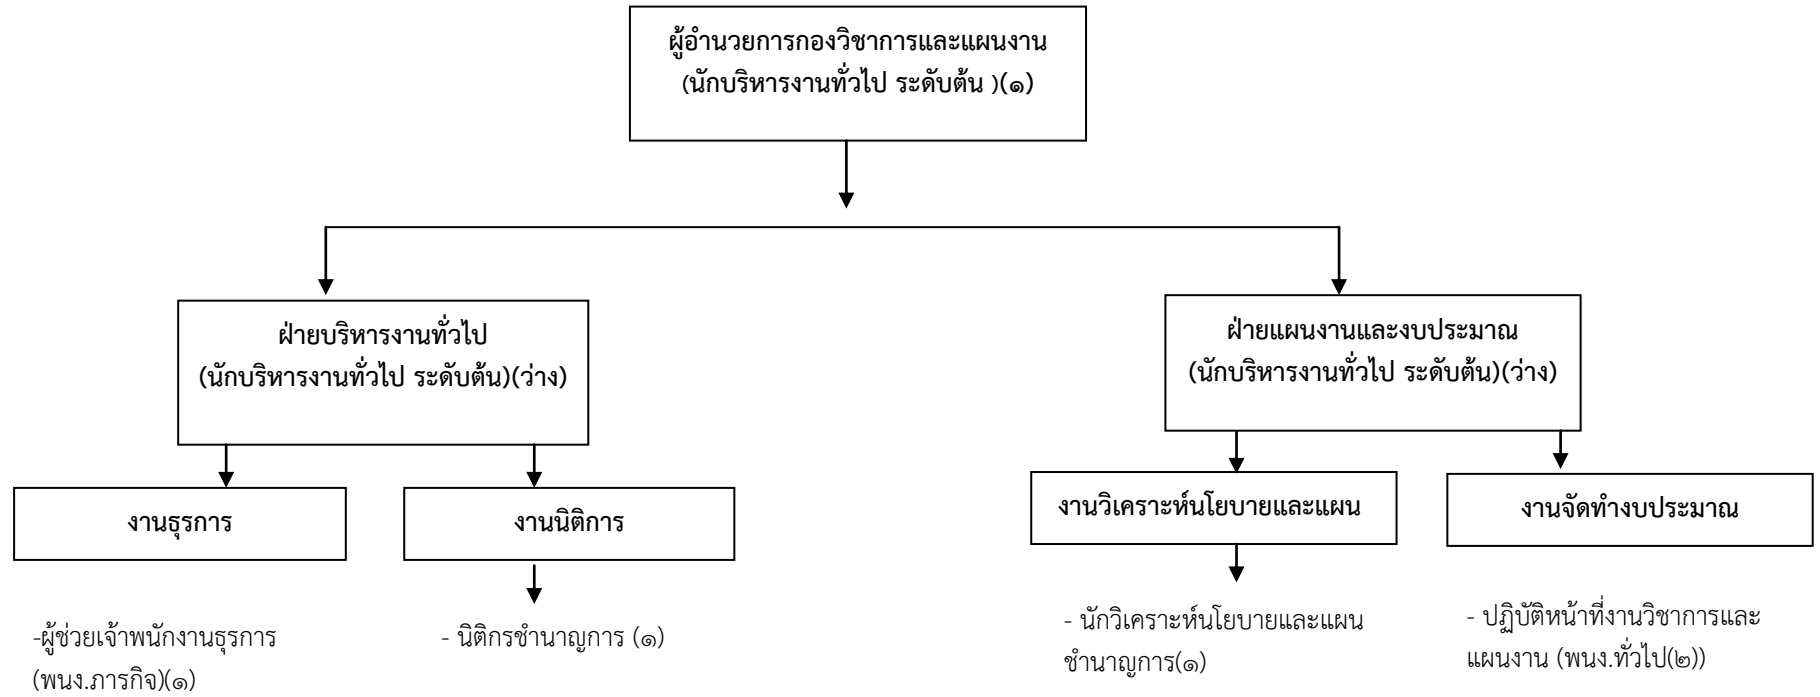 ผู้อำนวยการกองวิชาการและแผนงาน
(นักบริหารงานทั่วไป ระดับต้น )(๑)
ฝ่ายบริหารงานทั่วไป
(นักบริหารงานทั่วไป ระดับต้น)(ว่าง)
ฝ่ายแผนงานและงบประมาณ
(นักบริหารงานทั่วไป ระดับต้น)(ว่าง)
งานธุรการ
งานนิติการ
งานวิเคราะห์นโยบายและแผน
งานจัดทำงบประมาณ
-ผู้ช่วยเจ้าพนักงานธุรการ
(พนง.ภารกิจ)(๑)
- นิติกรชำนาญการ (๑)
- นักวิเคราะห์นโยบายและแผน
ชำนาญการ(๑)
- ปฏิบัติหน้าที่งานวิชาการและ
แผนงาน (พนง.ทั่วไป(๒))